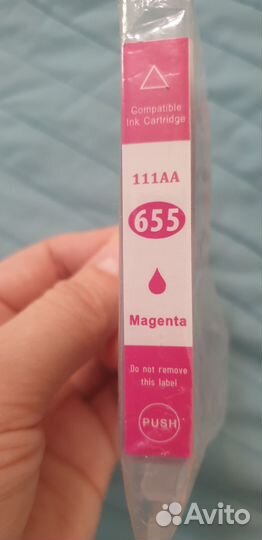 Compatible
Ink Cartridge
111AA
655
Magenta
Do not remove
this label
PUSH
Avito